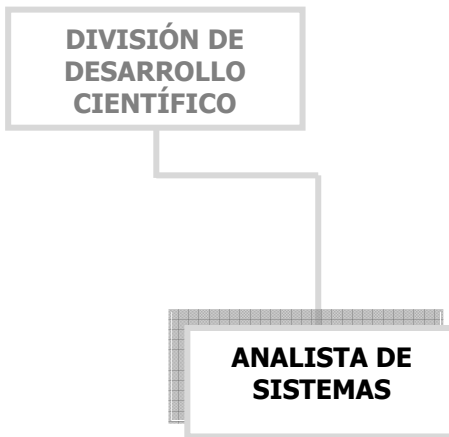 DIVISIÓN DE
DESARROLLO
CIENTÍFICO
ANALISTA DE
SISTEMAS